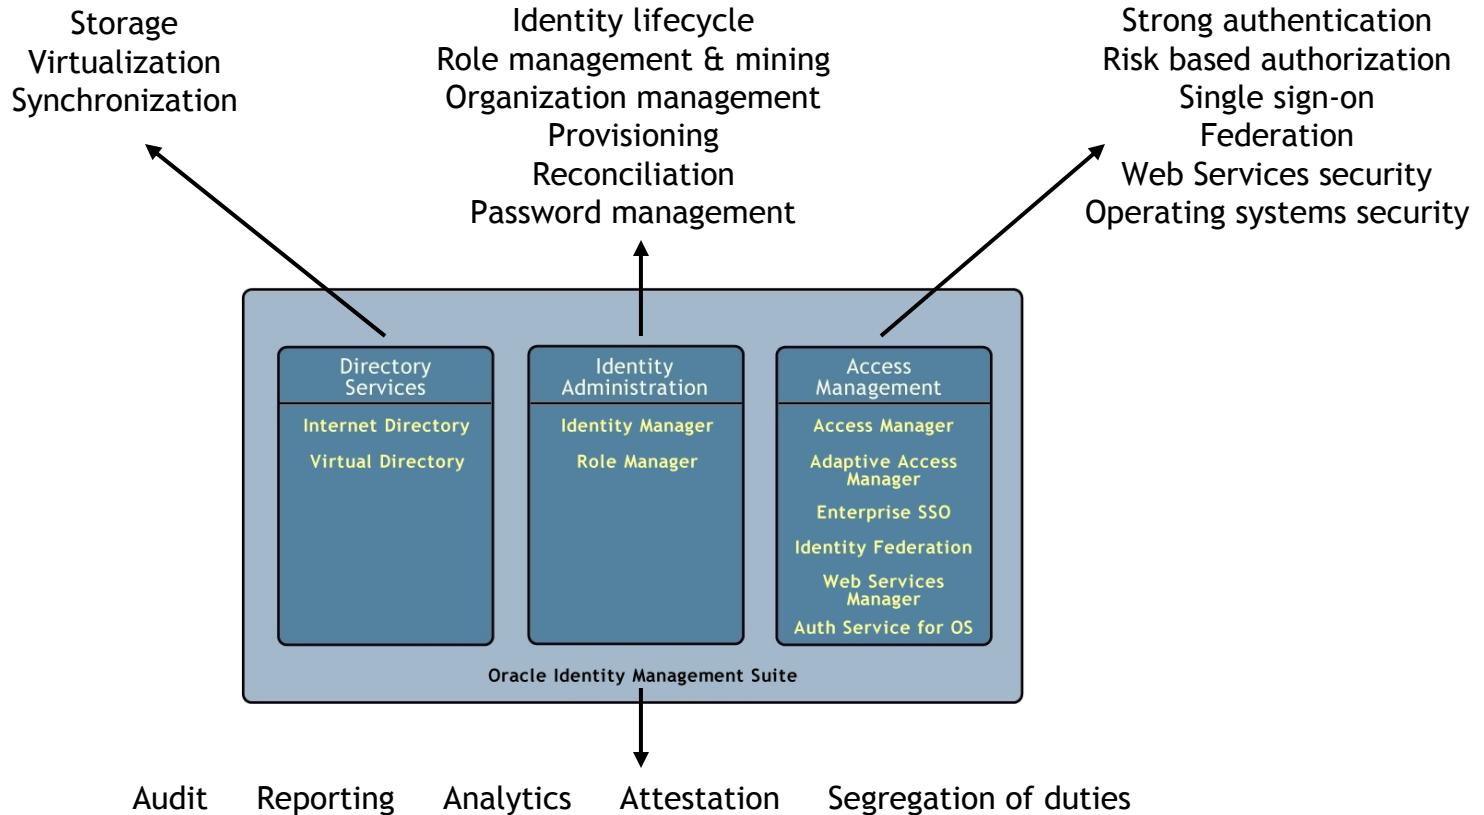 Storage
Virtualization
Synchronization
Identity lifecycle
Role management & mining
Organization management
Provisioning
Reconciliation
Password management
Strong authentication
Risk based authorization
Single sign-on
Federation
Web Services security
Operating systems security
Directory
Services
Internet Directory
Virtual Directory
Identity
Administration
Identity Manager
Role Manager
Access
Management
Access Manager
Adaptive Access
Manager
Enterprise SSO
Identity Federation
Web Services
Manager
Auth Service for OS
Oracle Identity Management Suite
Audit Reporting Analytics Attestation Segregation of duties